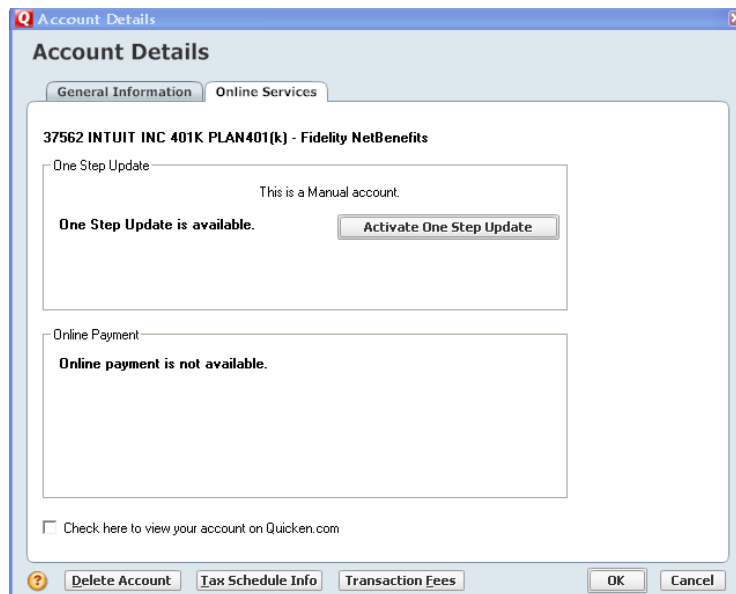 Q Account Details
Account Details
General Information Online Services
37562 INTUIT INC 401K PLAN401(k) - Fidelity NetBenefits
One Step Update
This is a Manual account.
One Step Update is available. Activate One Step Update
Online Payment
Online payment is not available.
Check here to view your account on Quicken.com
? Delete Account Tax Schedule Info Transaction Fees OK Cancel